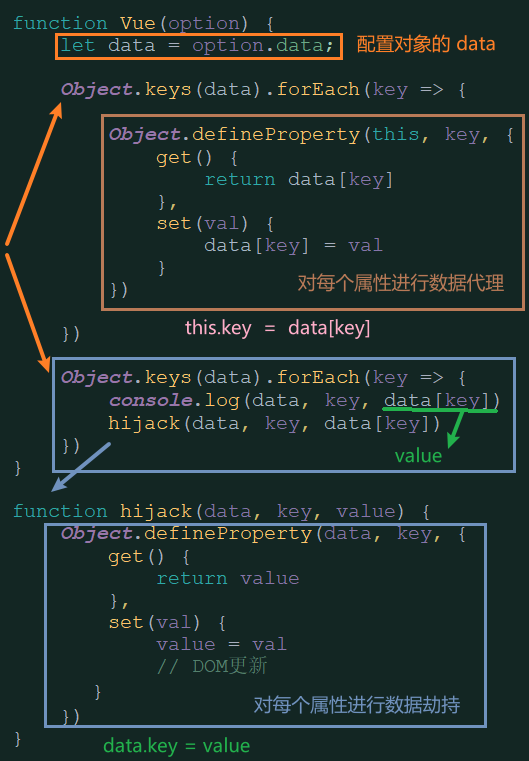 function Vue(option) {
let data = option.data; 配置对象的 data
Object.keys(data).forEach(key => {
Object.defineProperty(this, key, {
get() {
return data[key]
},
set(val) {
data[key] = val
}
对每个属性进行数据代理
})
this.key = data[key]
})
Object.keys(data).forEach(key => {
console.log(data, key, data[key])
hijack(data, key, data[key])
})
value
}
function hijack(data, key, value) {
Object.defineProperty(data, key, {
get() {
return value
},
set(val) {
value = val
// DOM更新
}
对每个属性进行数据劫持
})
}
data.key = value